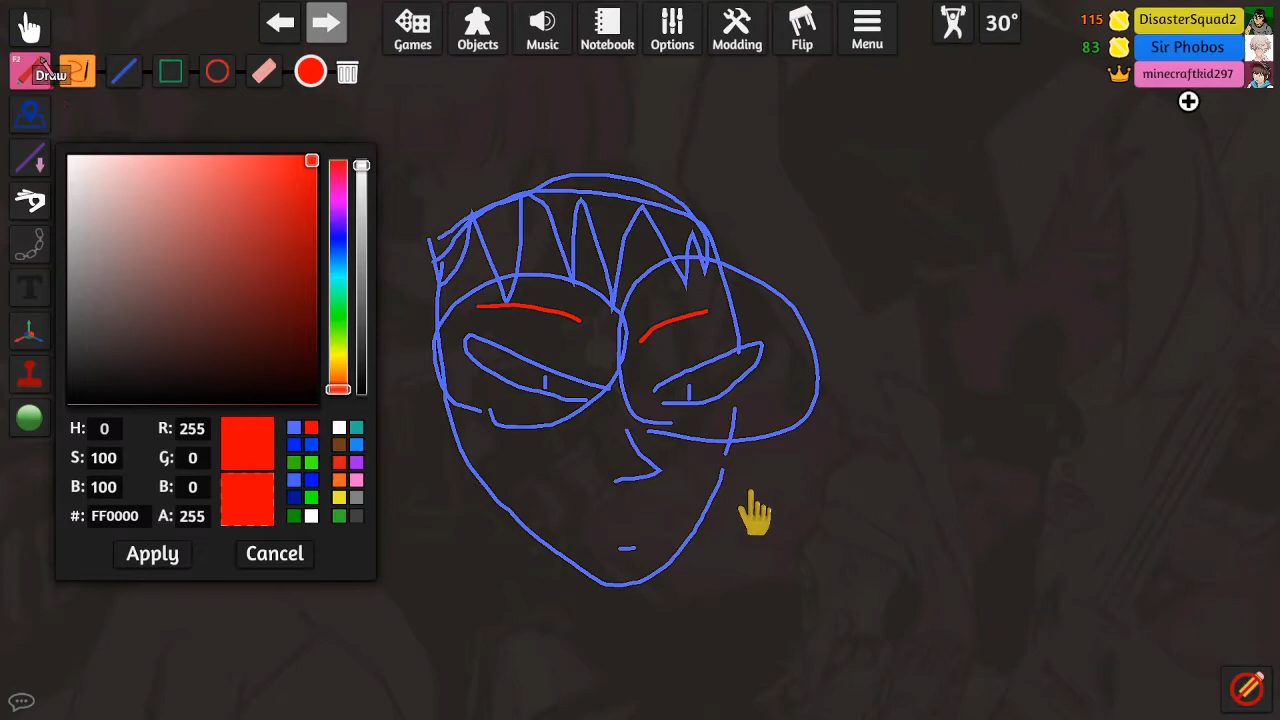 Games
Objects
Music
Notebook
Options
Modding
Flip
Menu
30°
115 DisasterSquad2
83 Sir Phobos
minecraftkid297
F2
Draw
T
H: 0 R: 255
S: 100 G: 0
B: 100 B: 0
#: FF0000 A: 255
Apply Cancel